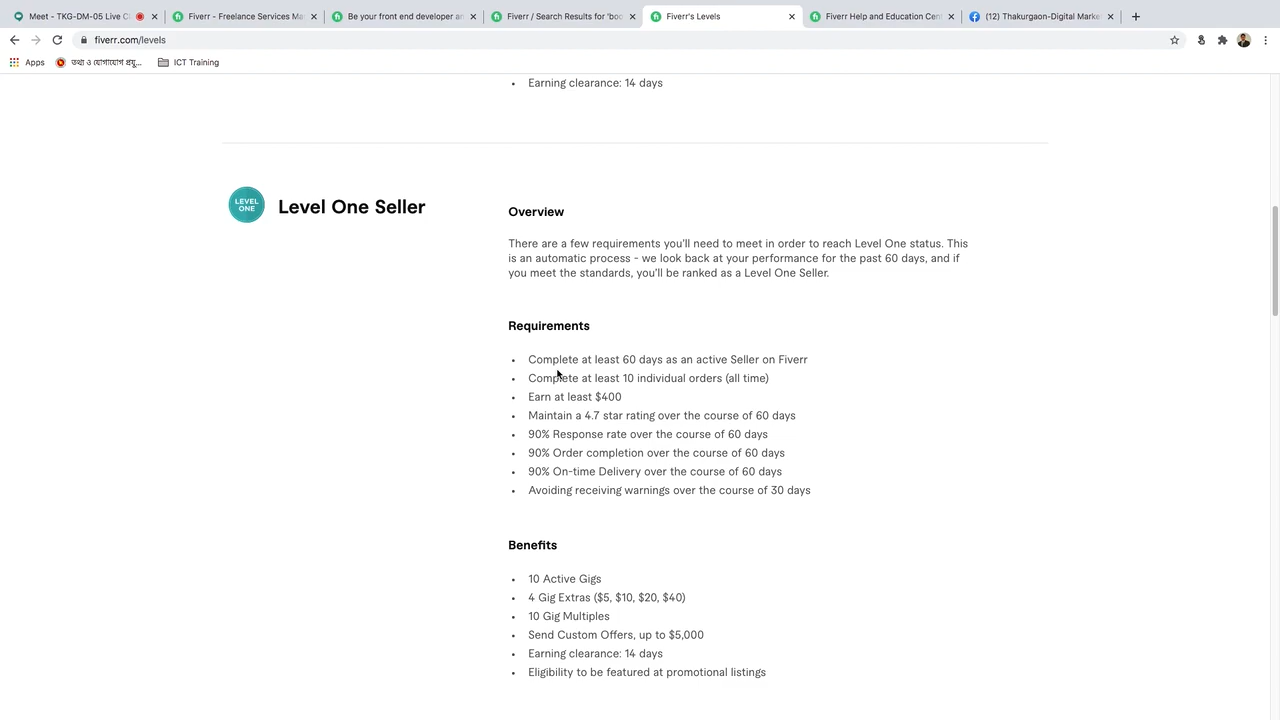 Meet - TKG-DM-05 Live C
Fiverr - Freelance Services Ma
Be your front end developer a
Fiverr / Search Results for 'boo
Fiverr's Levels
Fiverr Help and Education Cen
(12) Thakurgaon-Digital Marke
fiverr.com/levels
Apps
তথ্য ও যোগাযোগ প্রযু...
ICT Training
Earning clearance: 14 days
LEVEL
ONE
Level One Seller
Overview
There are a few requirements you'll need to meet in order to reach Level One status. This
is an automatic process - we look back at your performance for the past 60 days, and if
you meet the standards, you'll be ranked as a Level One Seller.
Requirements
• Complete at least 60 days as an active Seller on Fiverr
• Complete at least 10 individual orders (all time)
• Earn at least $400
• Maintain a 4.7 star rating over the course of 60 days
• 90% Response rate over the course of 60 days
• 90% Order completion over the course of 60 days
• 90% On-time Delivery over the course of 60 days
• Avoiding receiving warnings over the course of 30 days
Benefits
• 10 Active Gigs
• 4 Gig Extras ($5, $10, $20, $40)
• 10 Gig Multiples
• Send Custom Offers, up to $5,000
• Earning clearance: 14 days
• Eligibility to be featured at promotional listings